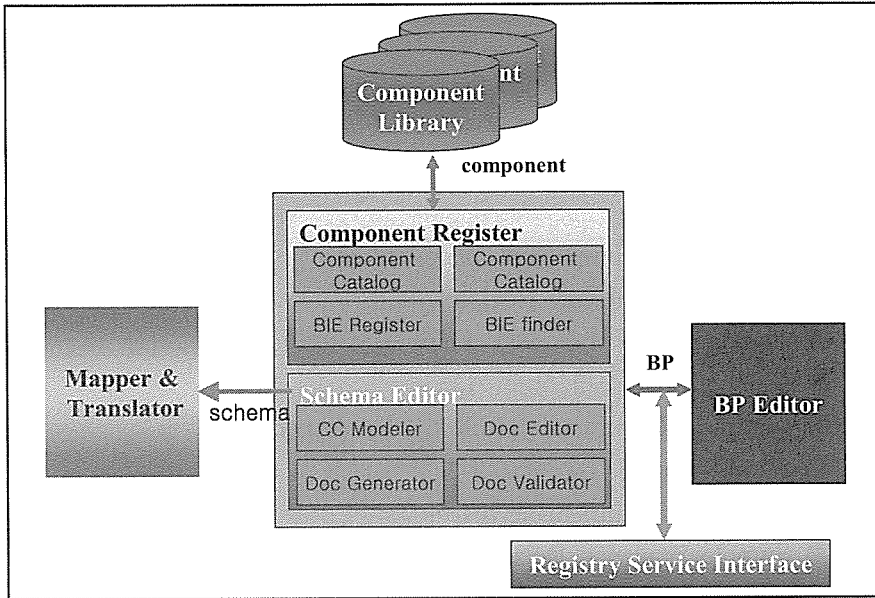 nt
Component
Library
component
Component Register
Component
Catalog
Component
Catalog
BIE Register
BIE finder
Mapper &
Translator
schema
Schema Editor
CC Modeler
Doc Editor
Doc Generator
Doc Validator
BP
BP Editor
Registry Service Interface